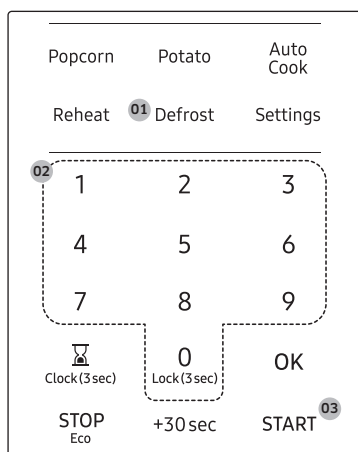 Popcorn Potato Auto Cook
Reheat 01 Defrost Settings
02
1 2 3
4 5 6
7 8 9
0 OK
Clock(3 sec) Lock(3 sec)
STOP +30 sec START 03
Eco